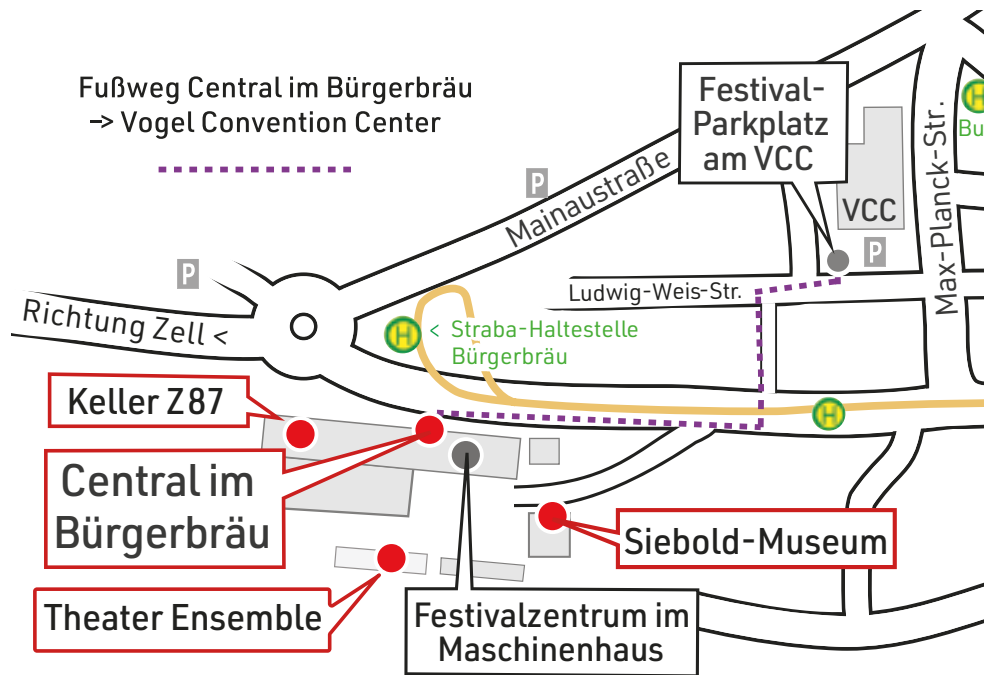 Fußweg Central im Bürgerbräu
-> Vogel Convention Center
Festival-
Parkplatz
am VCC
H
Bu
P
Mainaustraße
VCC
Max-Planck-Str.
P
P
Ludwig-Weis-Str.
Richtung Zell <
H
< Straba-Haltestelle
Bürgerbräu
Keller Z87
H
Central im
Bürgerbräu
Siebold-Museum
Theater Ensemble
Festivalzentrum im
Maschinenhaus